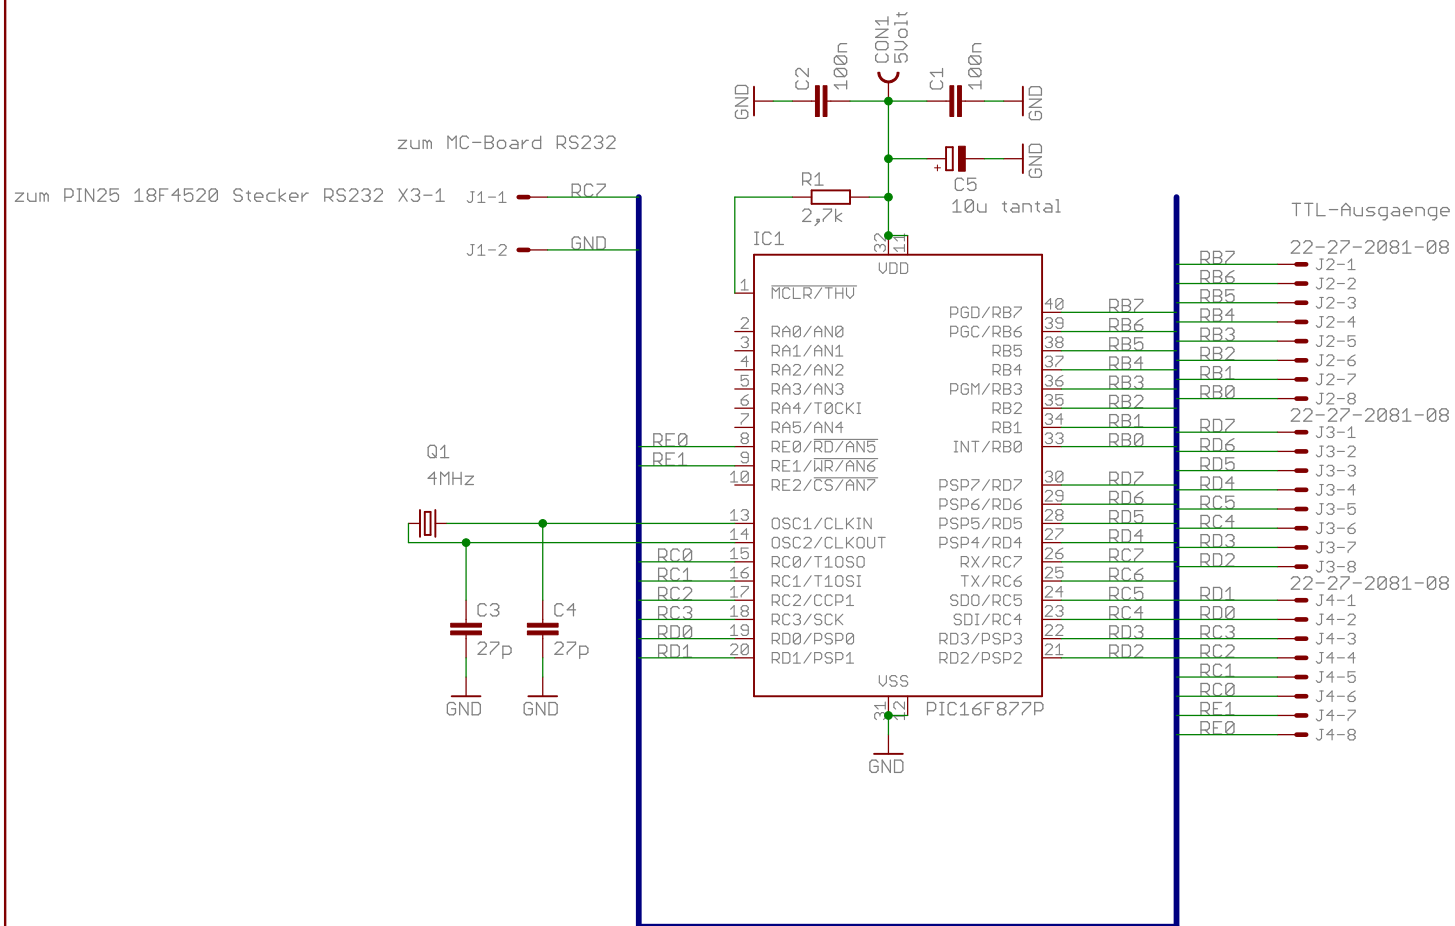 CON1
5Volt
C2
100n
C1
100n
GND
GND
zum MC-Board RS232
GND
zum PIN25 18F4520 Stecker RS232 X3-1
J1-1
RC7
R1
2,7k
C5
10u tantal
+
J1-2
GND
IC1
32
11
VDD
TTL-Ausgaenge
22-27-2081-08
RB7 J2-1
RB6 J2-2
RB5 J2-3
RB4 J2-4
RB3 J2-5
RB2 J2-6
RB1 J2-7
RB0 J2-8
22-27-2081-08
RD7 J3-1
RD6 J3-2
RD5 J3-3
RD4 J3-4
RC5 J3-5
RC4 J3-6
RD3 J3-7
RD2 J3-8
22-27-2081-08
RD1 J4-1
RD0 J4-2
RC3 J4-3
RC2 J4-4
RC1 J4-5
RC0 J4-6
RE1 J4-7
RE0 J4-8
1 MCLR/THV
2 RA0/AN0
3 RA1/AN1
4 RA2/AN2
5 RA3/AN3
6 RA4/T0CKI
7 RA5/AN4
RE0 8 RE0/RD/AN5
RE1 9 RE1/WR/AN6
10 RE2/CS/AN7
13 OSC1/CLKIN
14 OSC2/CLKOUT
RC0 15 RC0/T1OSO
RC1 16 RC1/T1OSI
RC2 17 RC2/CCP1
RC3 18 RC3/SCK
RD0 19 RD0/PSP0
RD1 20 RD1/PSP1
PGD/RB7 40 RB7
PGC/RB6 39 RB6
RB5 38 RB5
RB4 37 RB4
PGM/RB3 36 RB3
RB2 35 RB2
RB1 34 RB1
INT/RB0 33 RB0
PSP7/RD7 30 RD7
PSP6/RD6 29 RD6
PSP5/RD5 28 RD5
PSP4/RD4 27 RD4
RX/RC7 26 RC7
TX/RC6 25 RC6
SDO/RC5 24 RC5
SDI/RC4 23 RC4
RD3/PSP3 22 RD3
RD2/PSP2 21 RD2
VSS
31
12
PIC16F877P
GND
Q1
4MHz
C3
27p
C4
27p
GND
GND